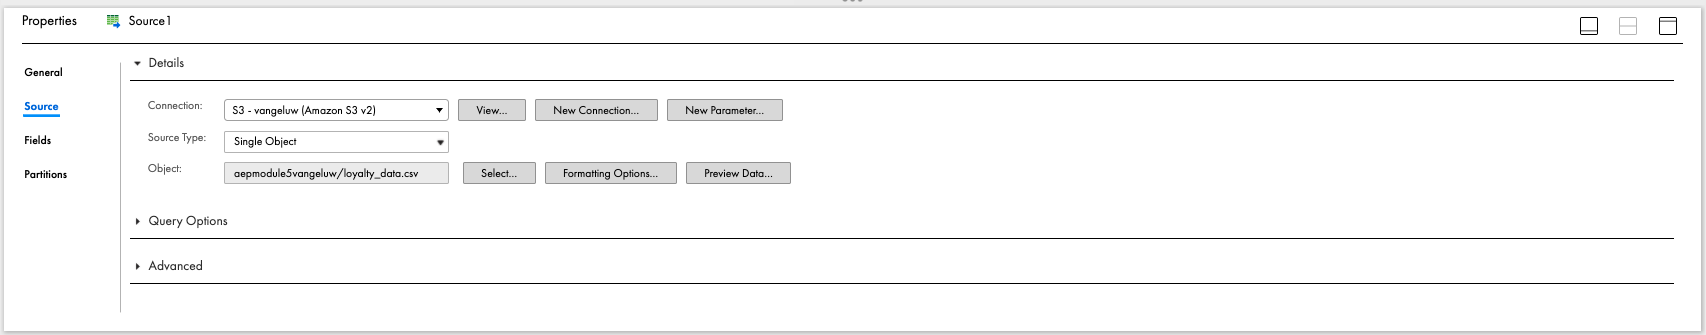 Properties Source1
General
Source
Fields
Partitions
Details
Connection: S3 - vangeluw (Amazon S3 v2) View... New Connection... New Parameter...
Source Type: Single Object
Object: aepmodule5vangeluw/loyalty_data.csv Select... Formatting Options... Preview Data...
Query Options
Advanced